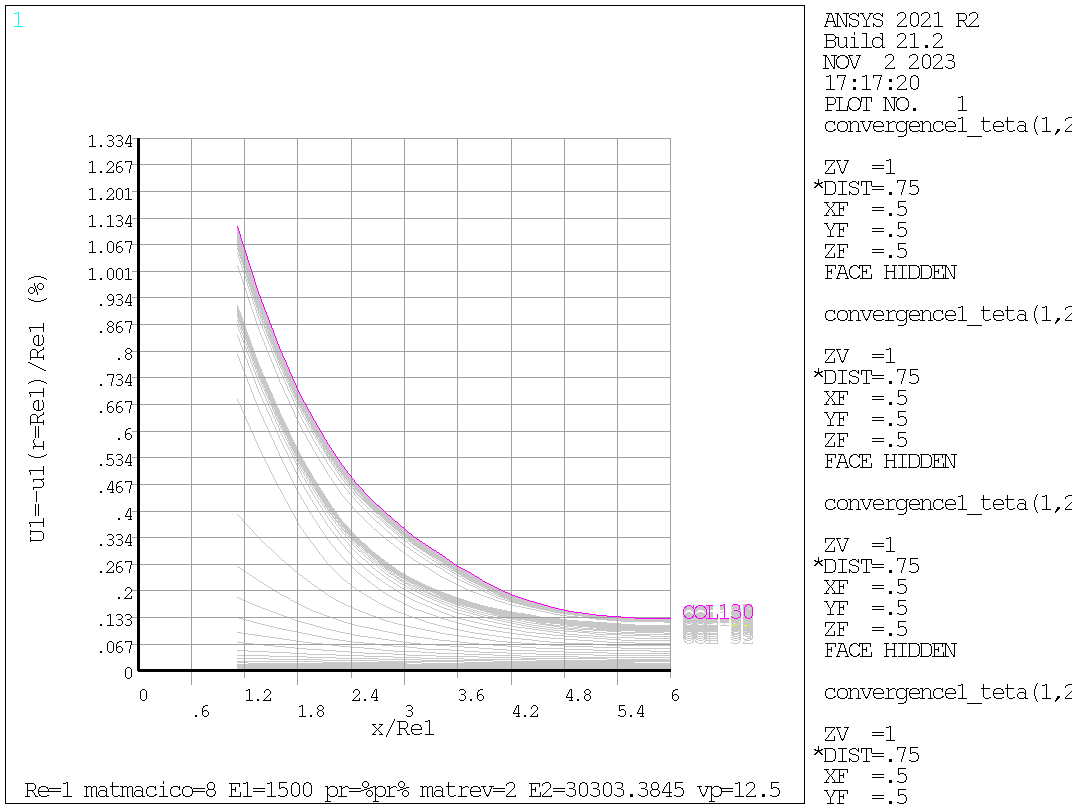 1
ANSYS 2021 R2
Build 21.2
NOV 2 2023
17:17:20
PLOT NO. 1
convergence1_teta(1,2
ZV =1
*DIST=.75
XF =.5
YF =.5
ZF =.5
FACE HIDDEN
convergence1_teta(1,2
ZV =1
*DIST=.75
XF =.5
YF =.5
ZF =.5
FACE HIDDEN
convergence1_teta(1,2
ZV =1
*DIST=.75
XF =.5
YF =.5
ZF =.5
FACE HIDDEN
convergence1_teta(1,2
ZV =1
*DIST=.75
XF =.5
YF =.5
1.334
1.267
1.201
1.134
1.067
1.001
.934
.867
.8
.734
.667
.6
.534
.467
.4
.334
.267
.2
.133
.067
0
U1=-u1(r=Re1)/Re1 (%)
COL130
0
.6
1.2
1.8
2.4
3
3.6
4.2
4.8
5.4
6
x/Re1
Re=1 matmacico=8 E1=1500 pr=%pr% matrev=2 E2=30303.3845 vp=12.5